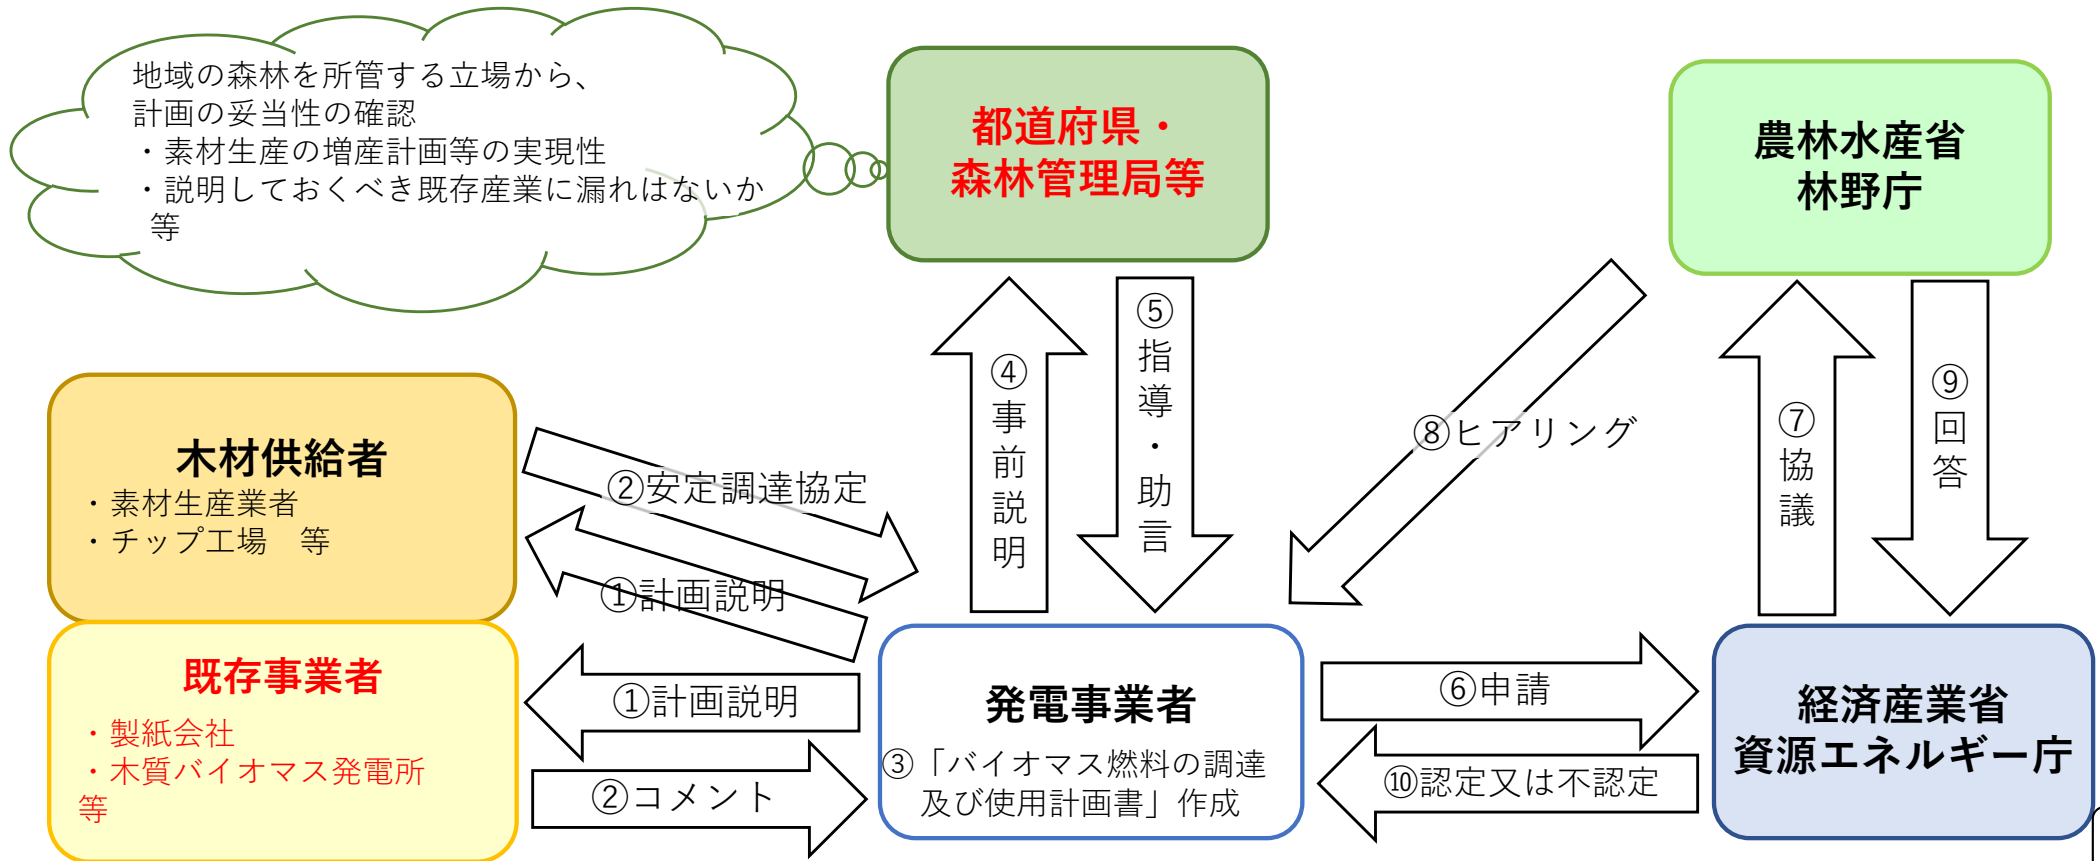 地域の森林を所管する立場から、
計画の妥当性の確認
・素材生産の増産計画等の実現性
・説明しておくべき既存産業に漏れはないか
等
都道府県・
森林管理局等
農林水産省
林野庁
④事前説明
⑤指導・助言
⑧ヒアリング
⑦協議
⑨回答
木材供給者
・素材生産業者
・チップ工場　等
②安定調達協定
①計画説明
既存事業者
・製紙会社
・木質バイオマス発電所
等
①計画説明
②コメント
発電事業者
③「バイオマス燃料の調達
及び使用計画書」作成
⑥申請
⑩認定又は不認定
経済産業省
資源エネルギー庁